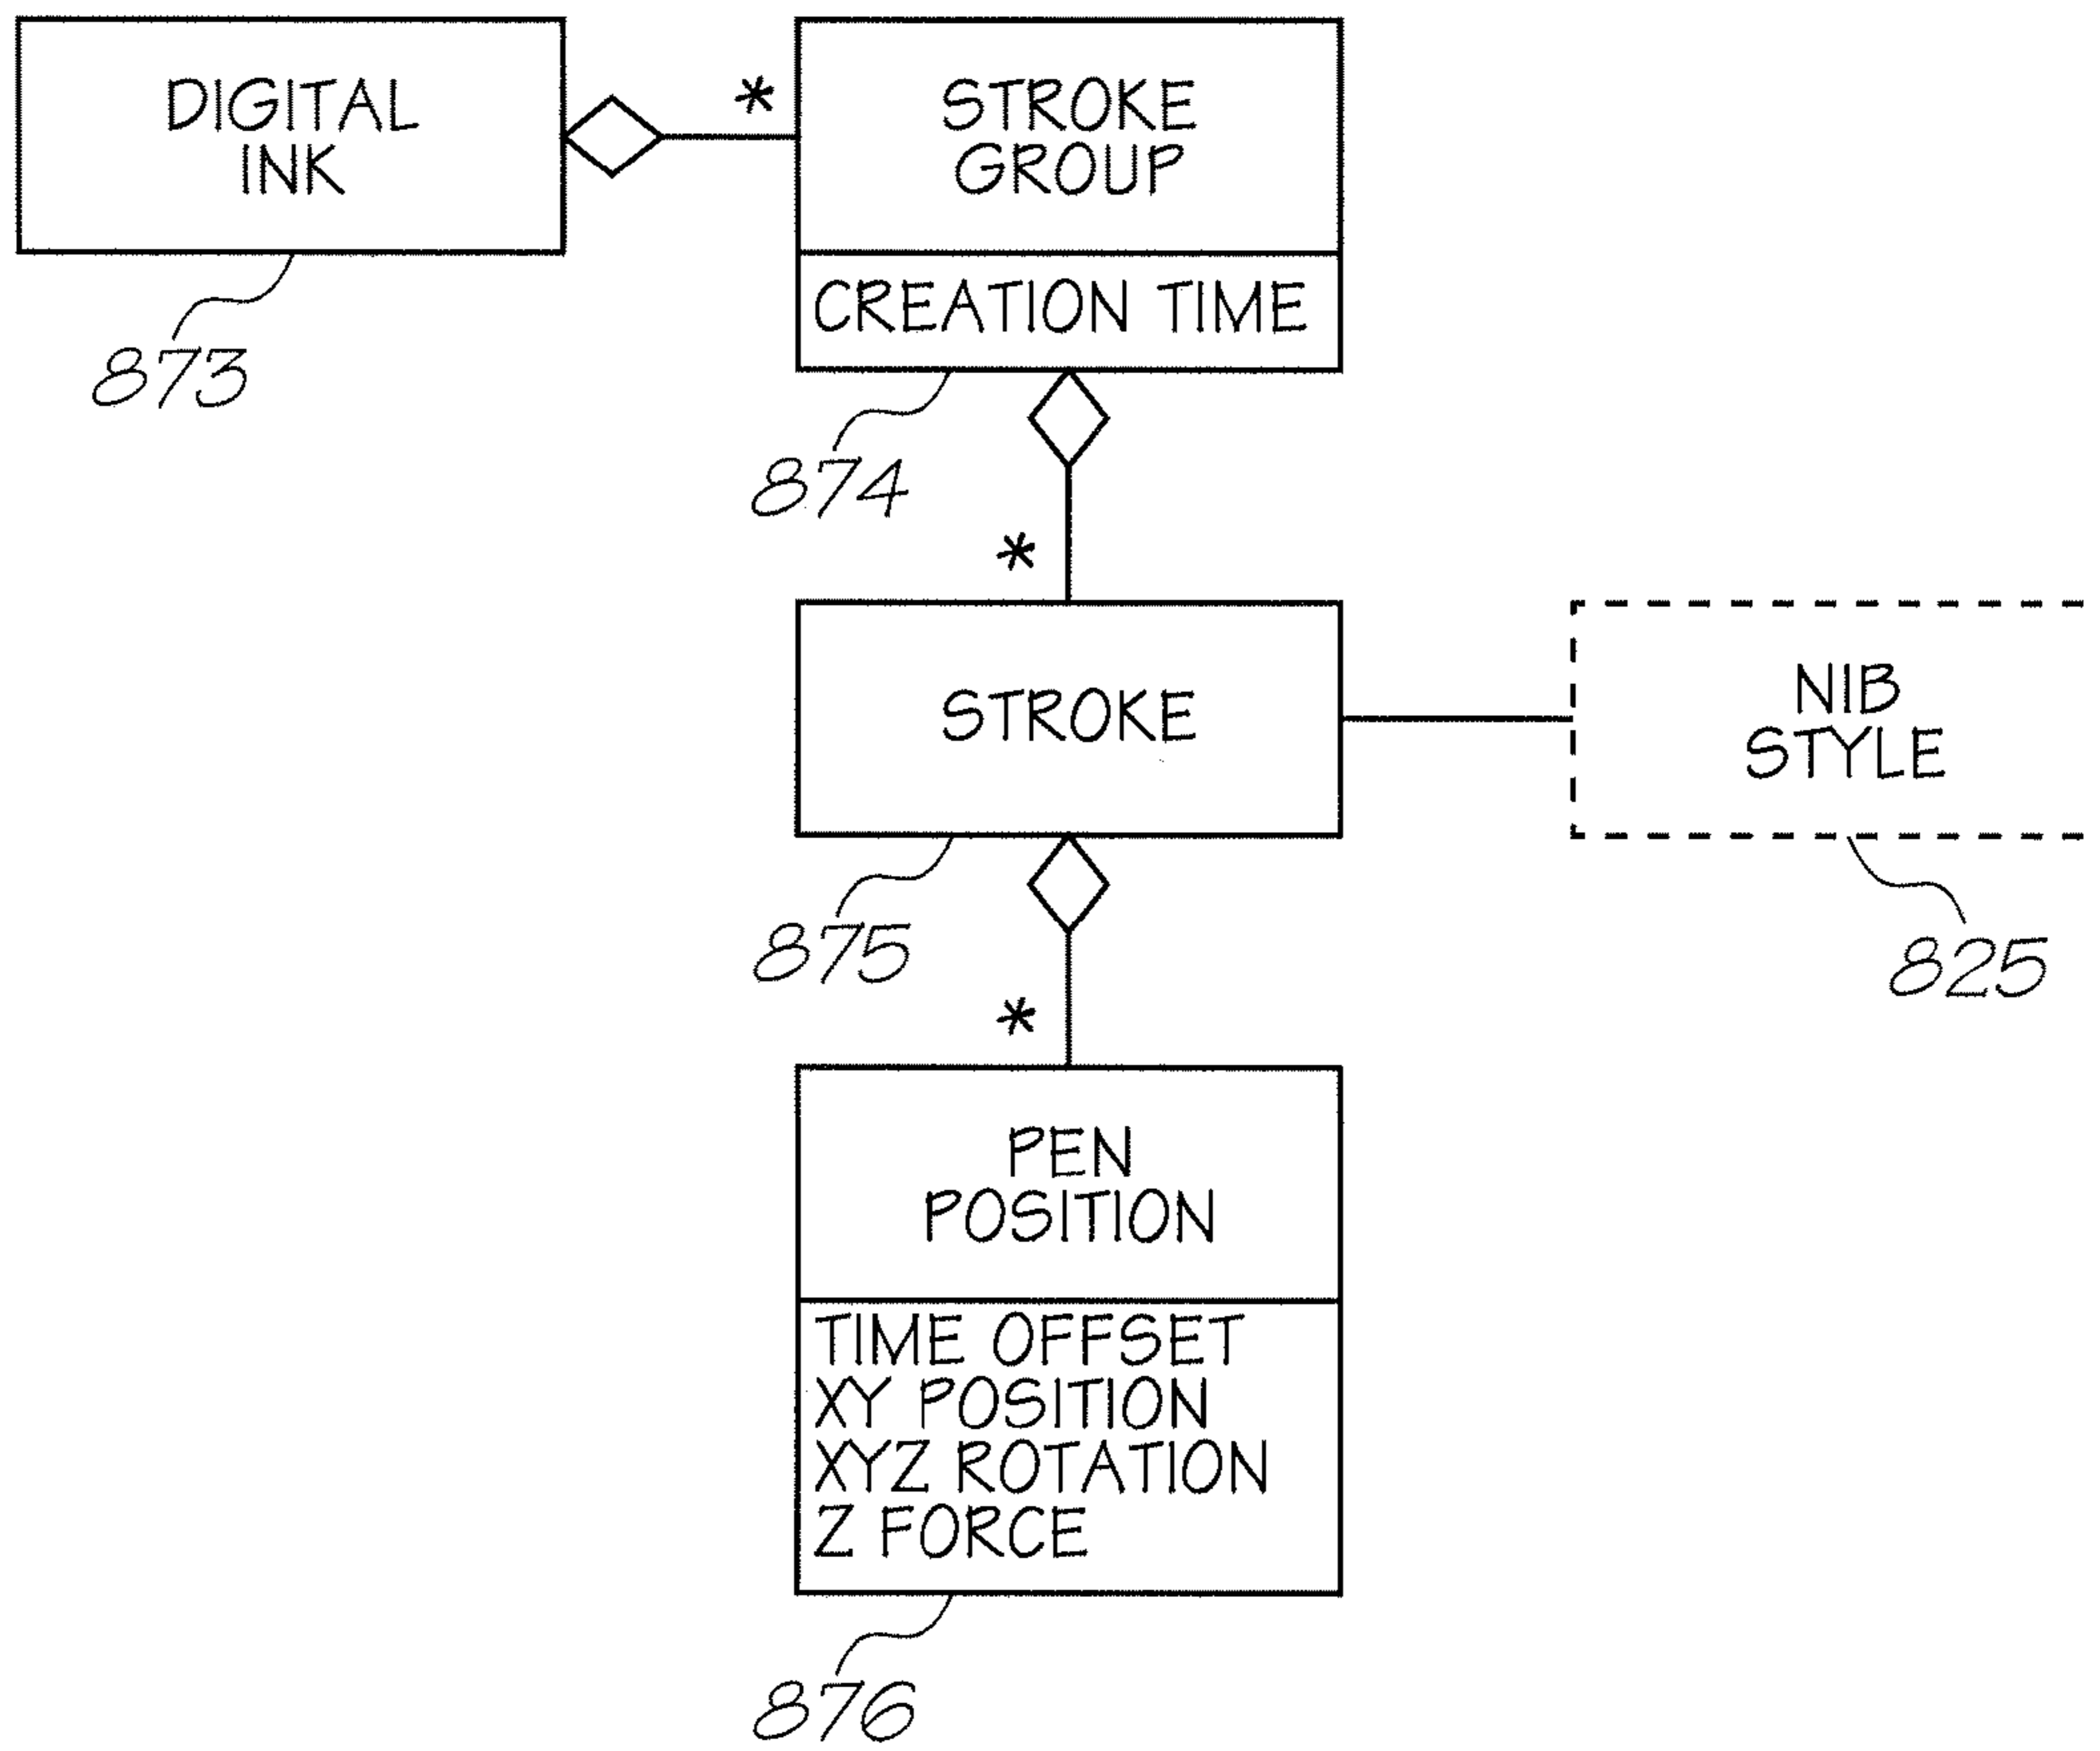 DIGITAL
INK
*
STROKE
GROUP
CREATION TIME
873
874
*
STROKE
NIB
STYLE
875
825
*
PEN
POSITION
TIME OFFSET
XY POSITION
XYZ ROTATION
Z FORCE
876